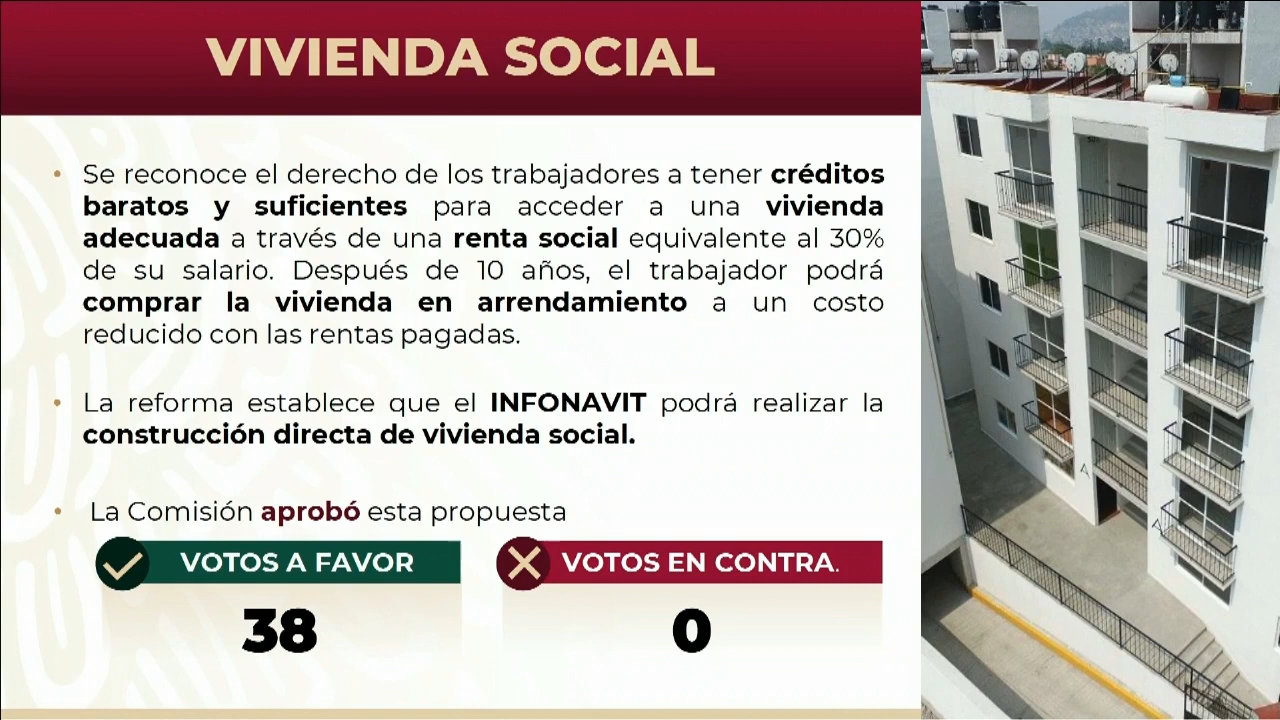 VIVIENDA SOCIAL
• Se reconoce el derecho de los trabajadores a tener créditos
baratos y suficientes para acceder a una vivienda
adecuada a través de una renta social equivalente al 30%
de su salario. Después de 10 años, el trabajador podrá
comprar la vivienda en arrendamiento a un costo
reducido con las rentas pagadas.
• La reforma establece que el INFONAVIT podrá realizar la
construcción directa de vivienda social.
• La Comisión aprobó esta propuesta
VOTOS A FAVOR
38
VOTOS EN CONTRA.
0
A
A